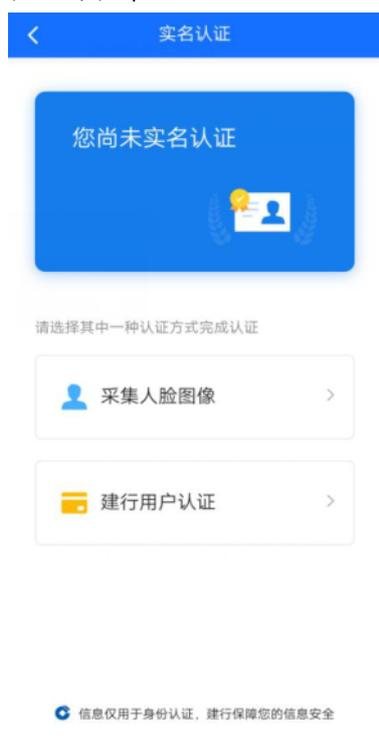 实名认证
您尚未实名认证
请选择其中一种认证方式完成认证
采集人脸图像
建行用户认证
信息仅用于身份认证，建行保障您的信息安全